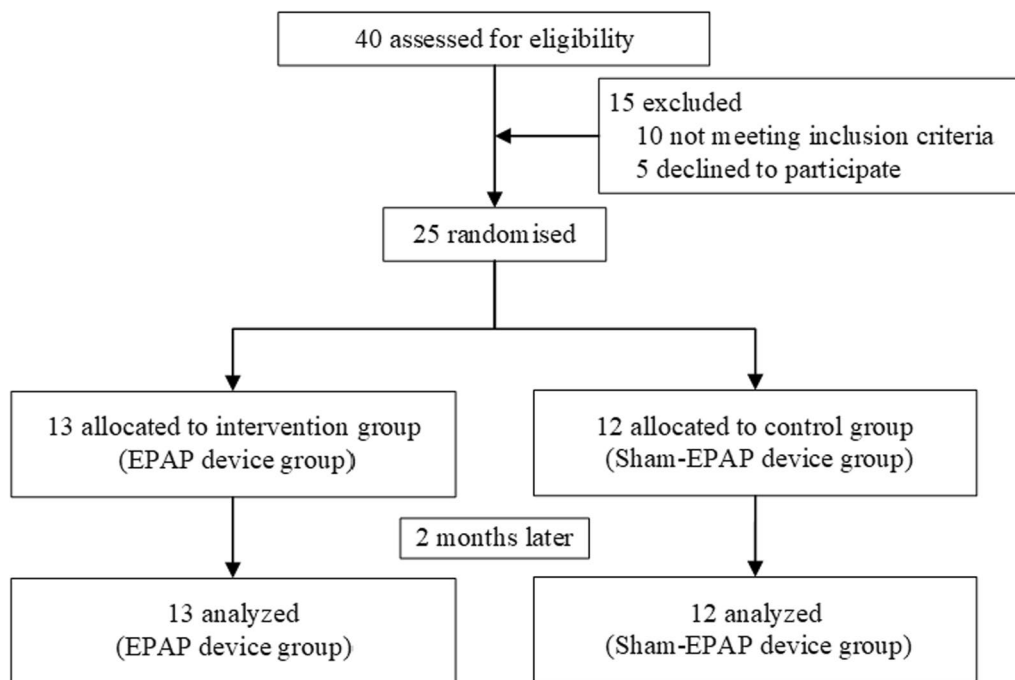 40 assessed for eligibility
15 excluded
10 not meeting inclusion criteria
5 declined to participate
25 randomised
13 allocated to intervention group
(EPAP device group)
12 allocated to control group
(Sham-EPAP device group)
2 months later
13 analyzed
(EPAP device group)
12 analyzed
(Sham-EPAP device group)